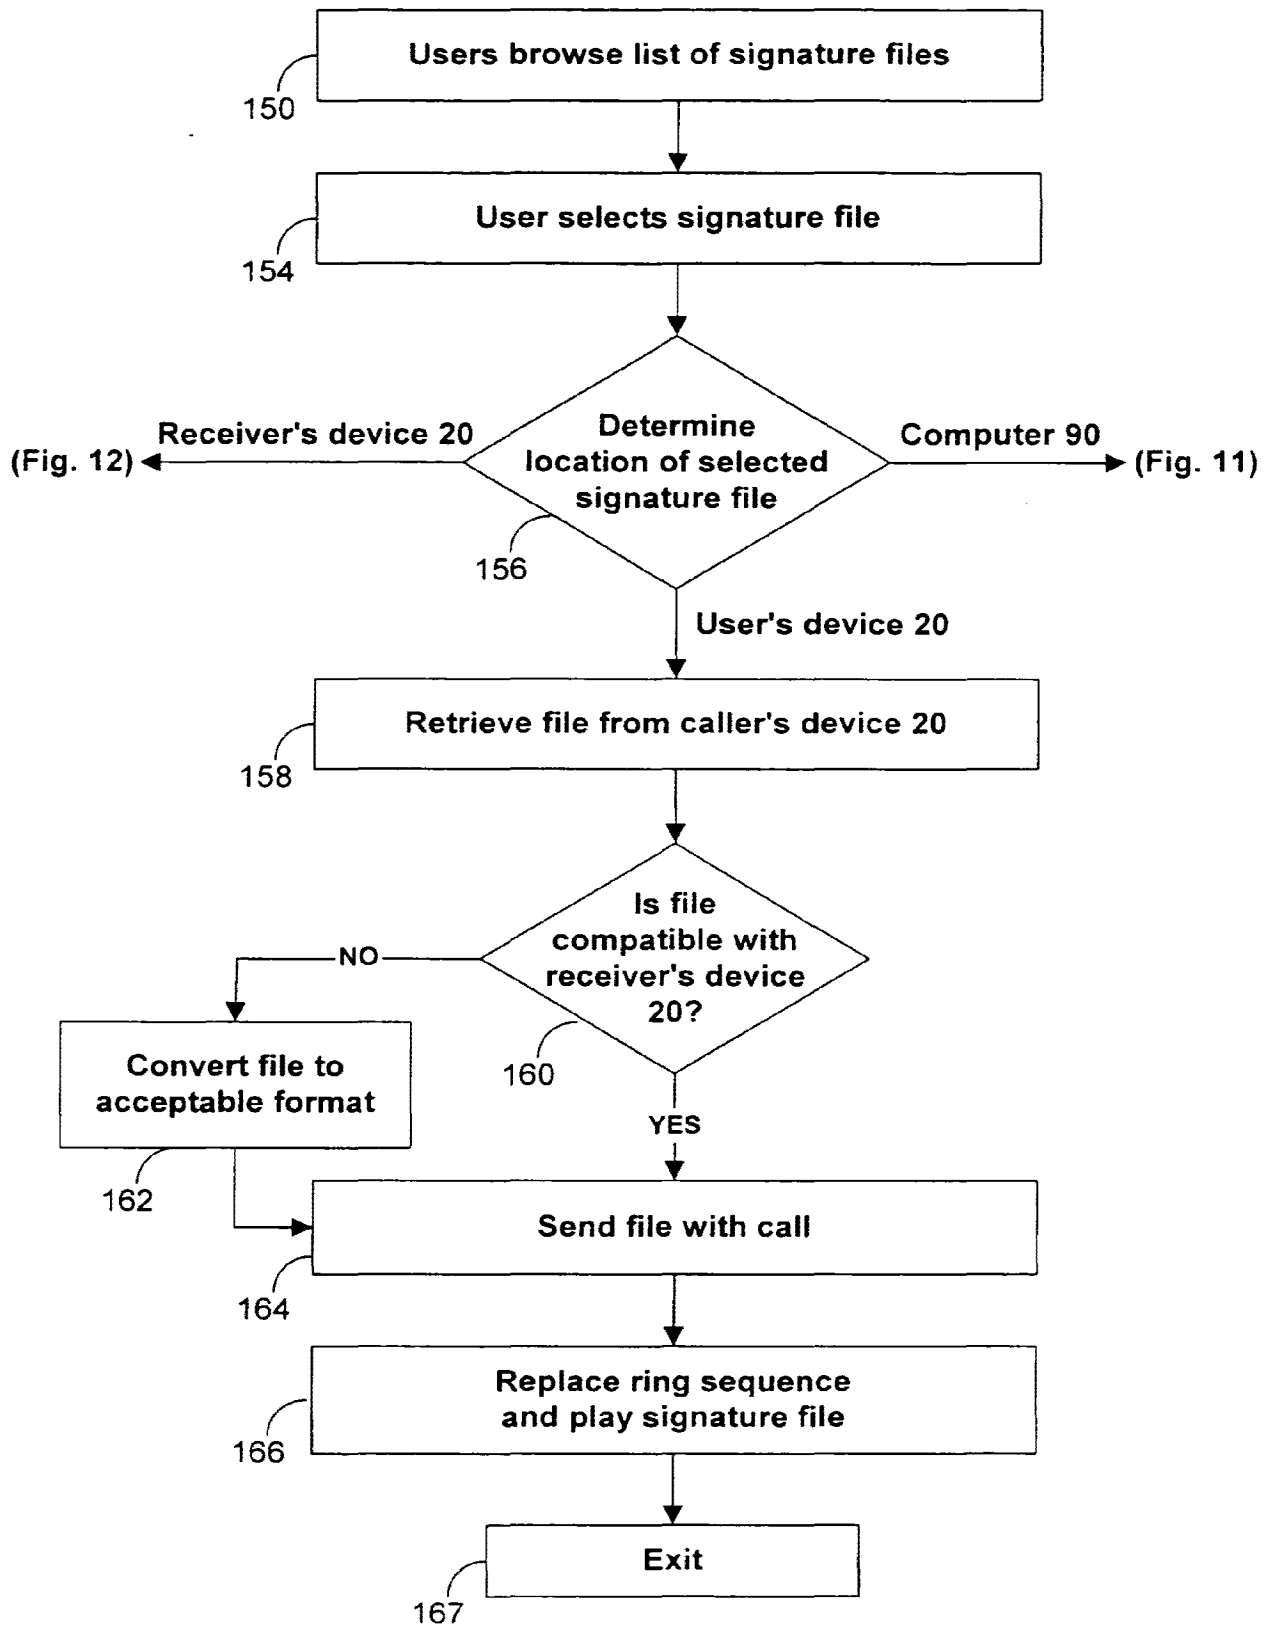 Users browse list of signature files
150
User selects signature file
154
Receiver's device 20
(Fig. 12)
Determine
location of selected
signature file
Computer 90
(Fig. 11)
156
User's device 20
Retrieve file from caller's device 20
158
Is file
compatible with
receiver's device
20?
NO
160
Convert file to
acceptable format
YES
162
Send file with call
164
Replace ring sequence
and play signature file
166
Exit
167